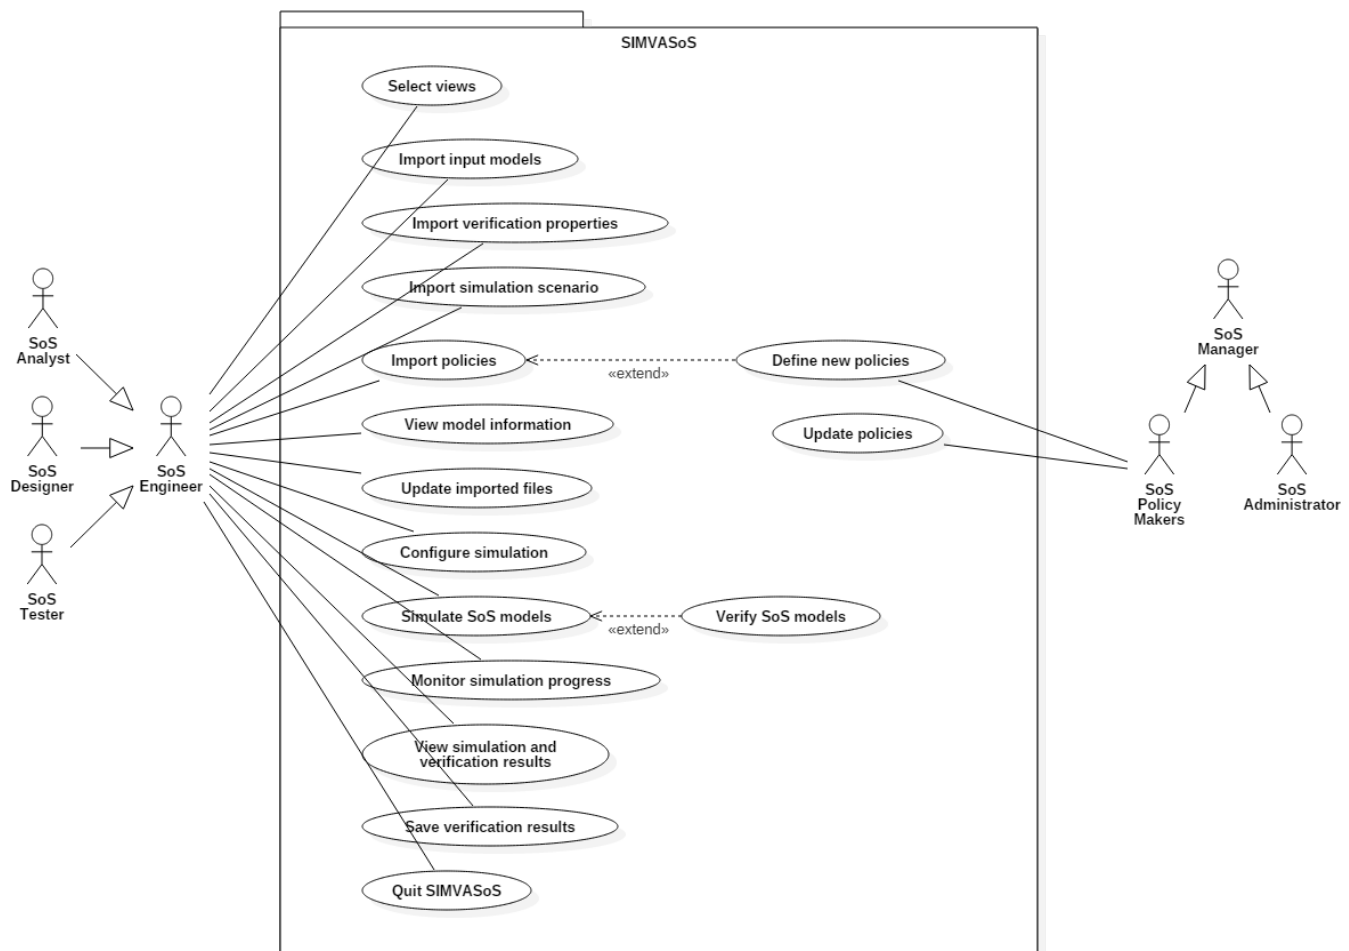 SIMVASoS
Select views
Import input models
Import verification properties
Import simulation scenario
Import policies
«extend»
Define new policies
View model information
Update policies
Update imported files
Configure simulation
Simulate SoS models
«extend»
Verify SoS models
Monitor simulation progress
View simulation and
verification results
Save verification results
Quit SIMVASoS
SoS
Analyst
SoS
Designer
SoS
Tester
SoS
Engineer
SoS
Manager
SoS
Policy
Makers
SoS
Administrator